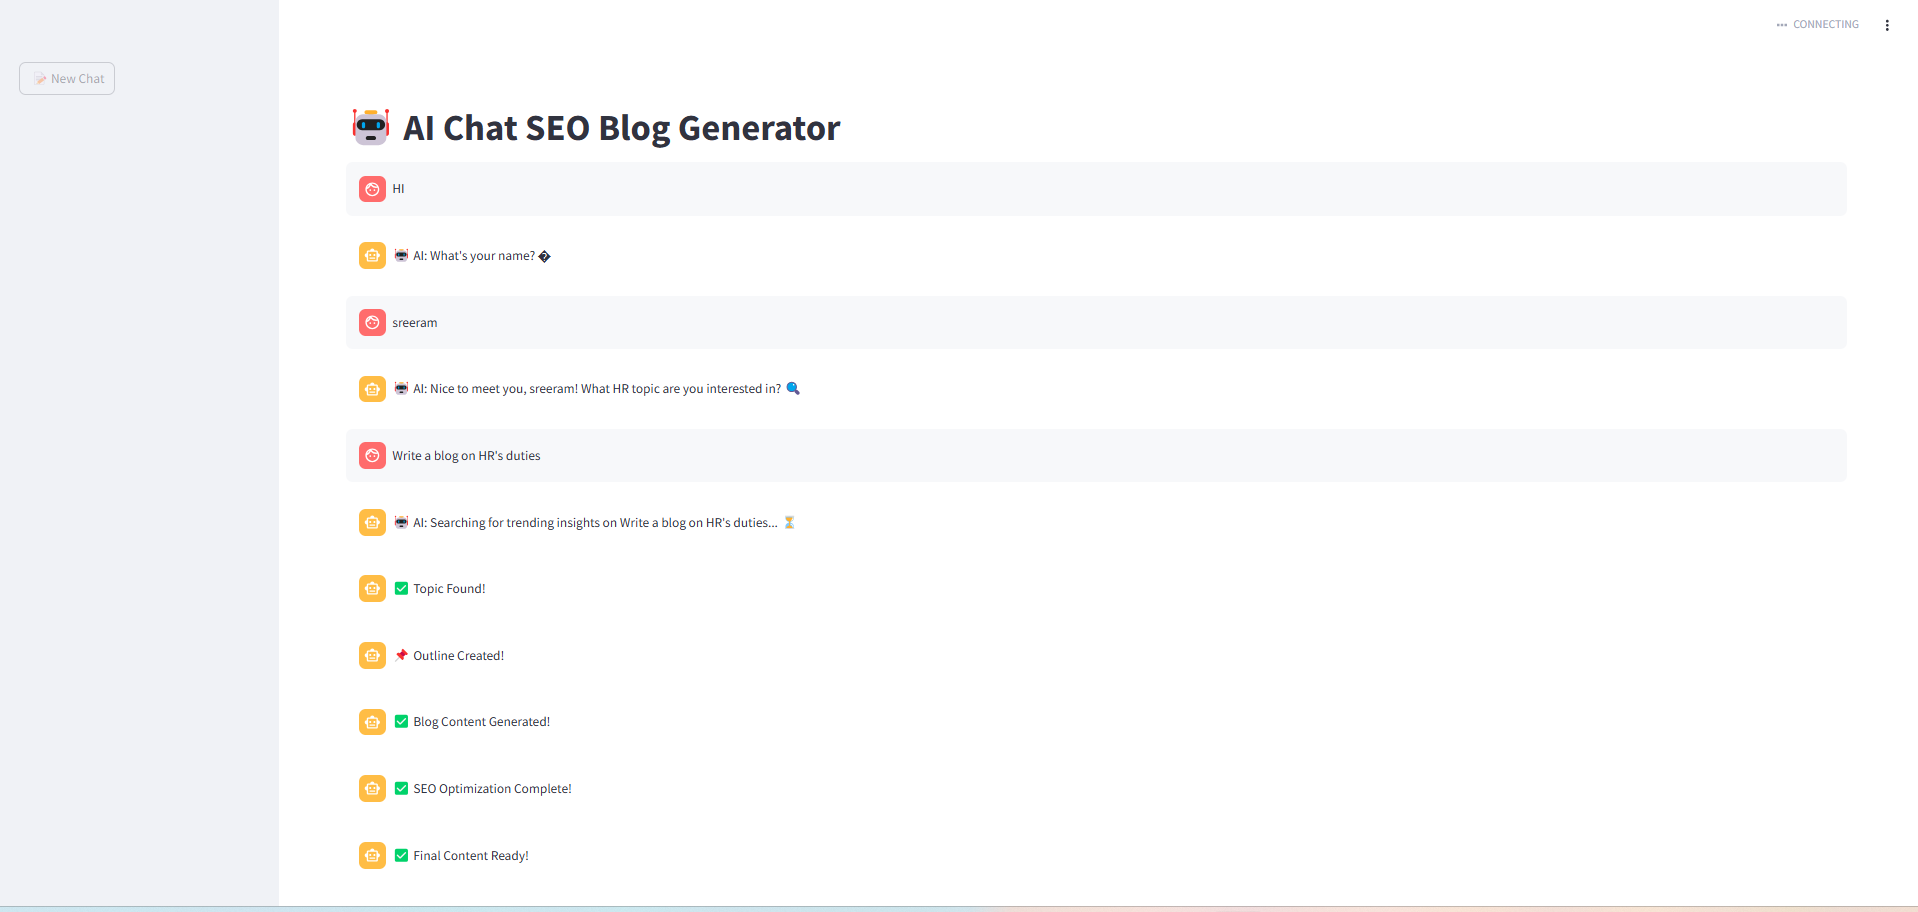 CONNECTING
📝 New Chat
🤖 AI Chat SEO Blog Generator
HI
🤖 AI: What's your name? �
sreeram
🤖 AI: Nice to meet you, sreeram! What HR topic are you interested in? 🔍
Write a blog on HR's duties
🤖 AI: Searching for trending insights on Write a blog on HR's duties... ⏳
✅ Topic Found!
📌 Outline Created!
✅ Blog Content Generated!
✅ SEO Optimization Complete!
✅ Final Content Ready!